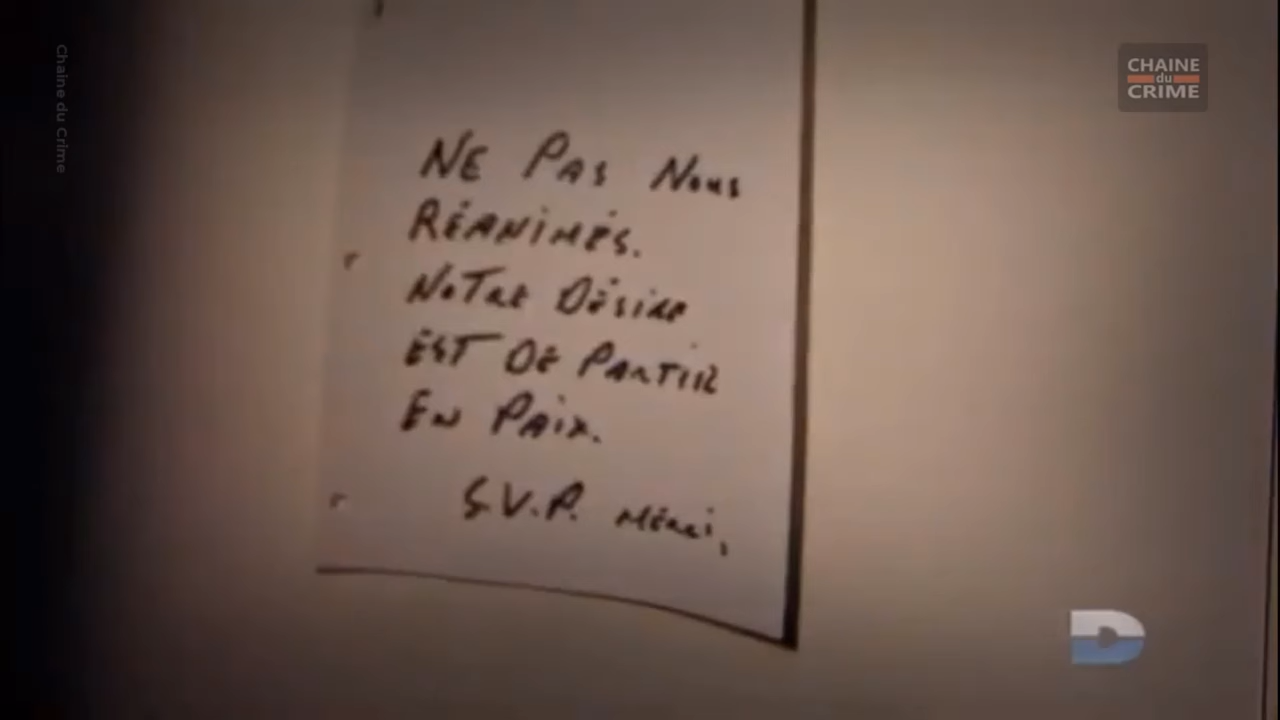 Chaine du Crime
CHAINE
du
CRIME
NE PAS NOUS
RÉANIMÉS.
NOTRE DÉSIRE
EST DE PARTIR
EN PAIX.
S.V.P. MERCI,
D